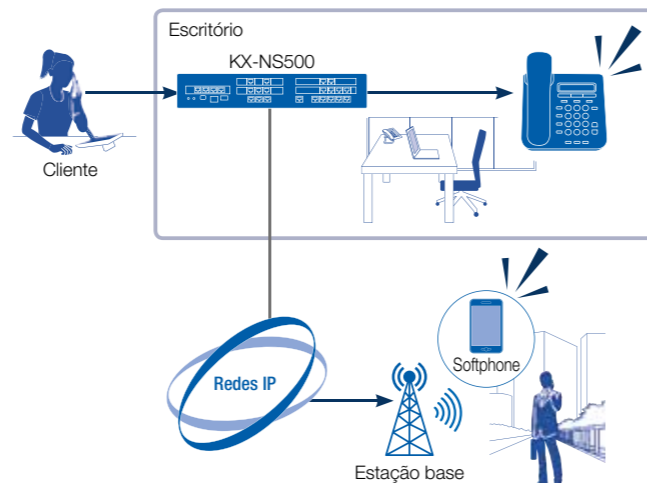 Escritório
KX-NS500
Cliente
Redes IP
Softphone
Estação base